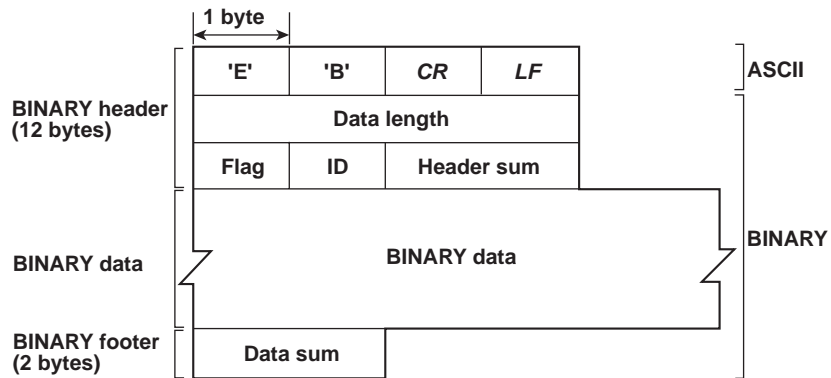 1 byte
'E' 'B' CR LF
ASCII
BINARY header
(12 bytes)
Data length
Flag ID Header sum
BINARY data
BINARY data
BINARY
BINARY footer
(2 bytes)
Data sum